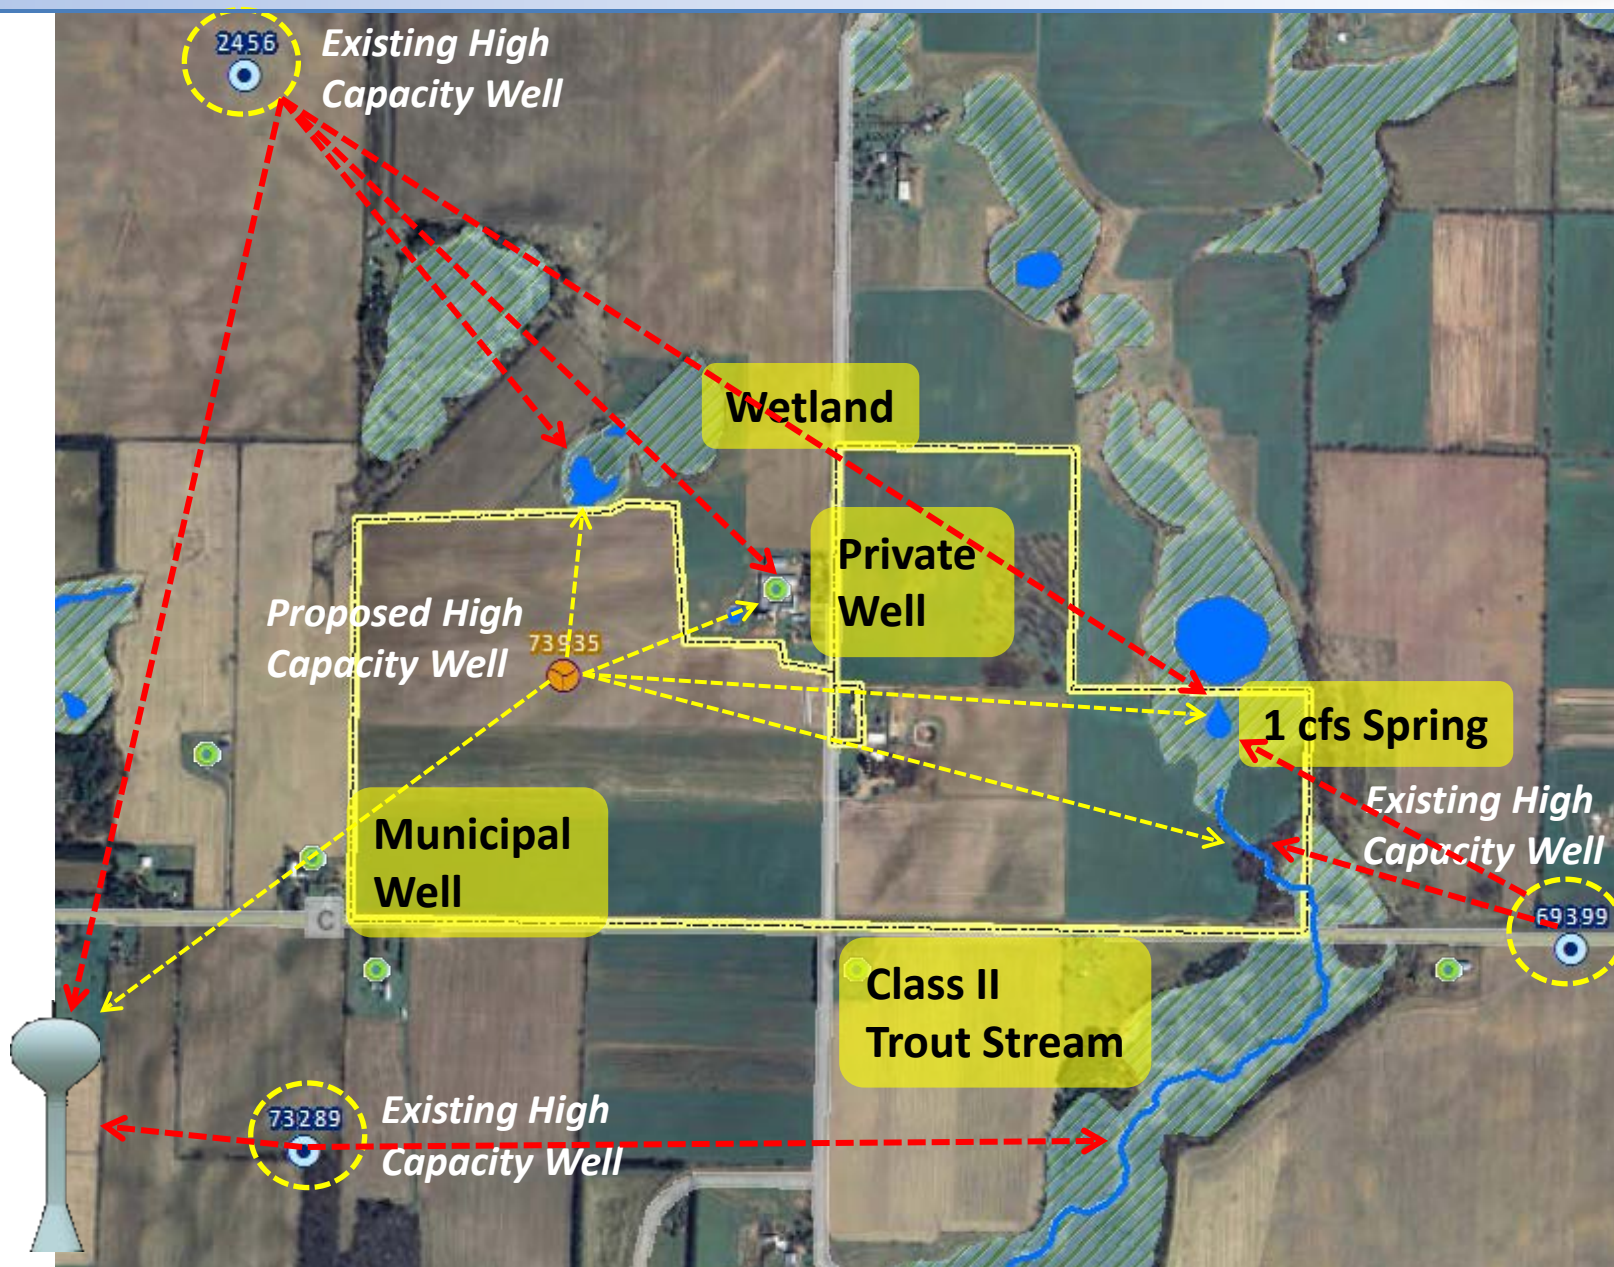 2456
Existing High
Capacity Well
Wetland
Private
Well
Proposed High
Capacity Well
73935
1 cfs Spring
Existing High
Capacity Well
Municipal
Well
C
69399
Class II
Trout Stream
73289
Existing High
Capacity Well